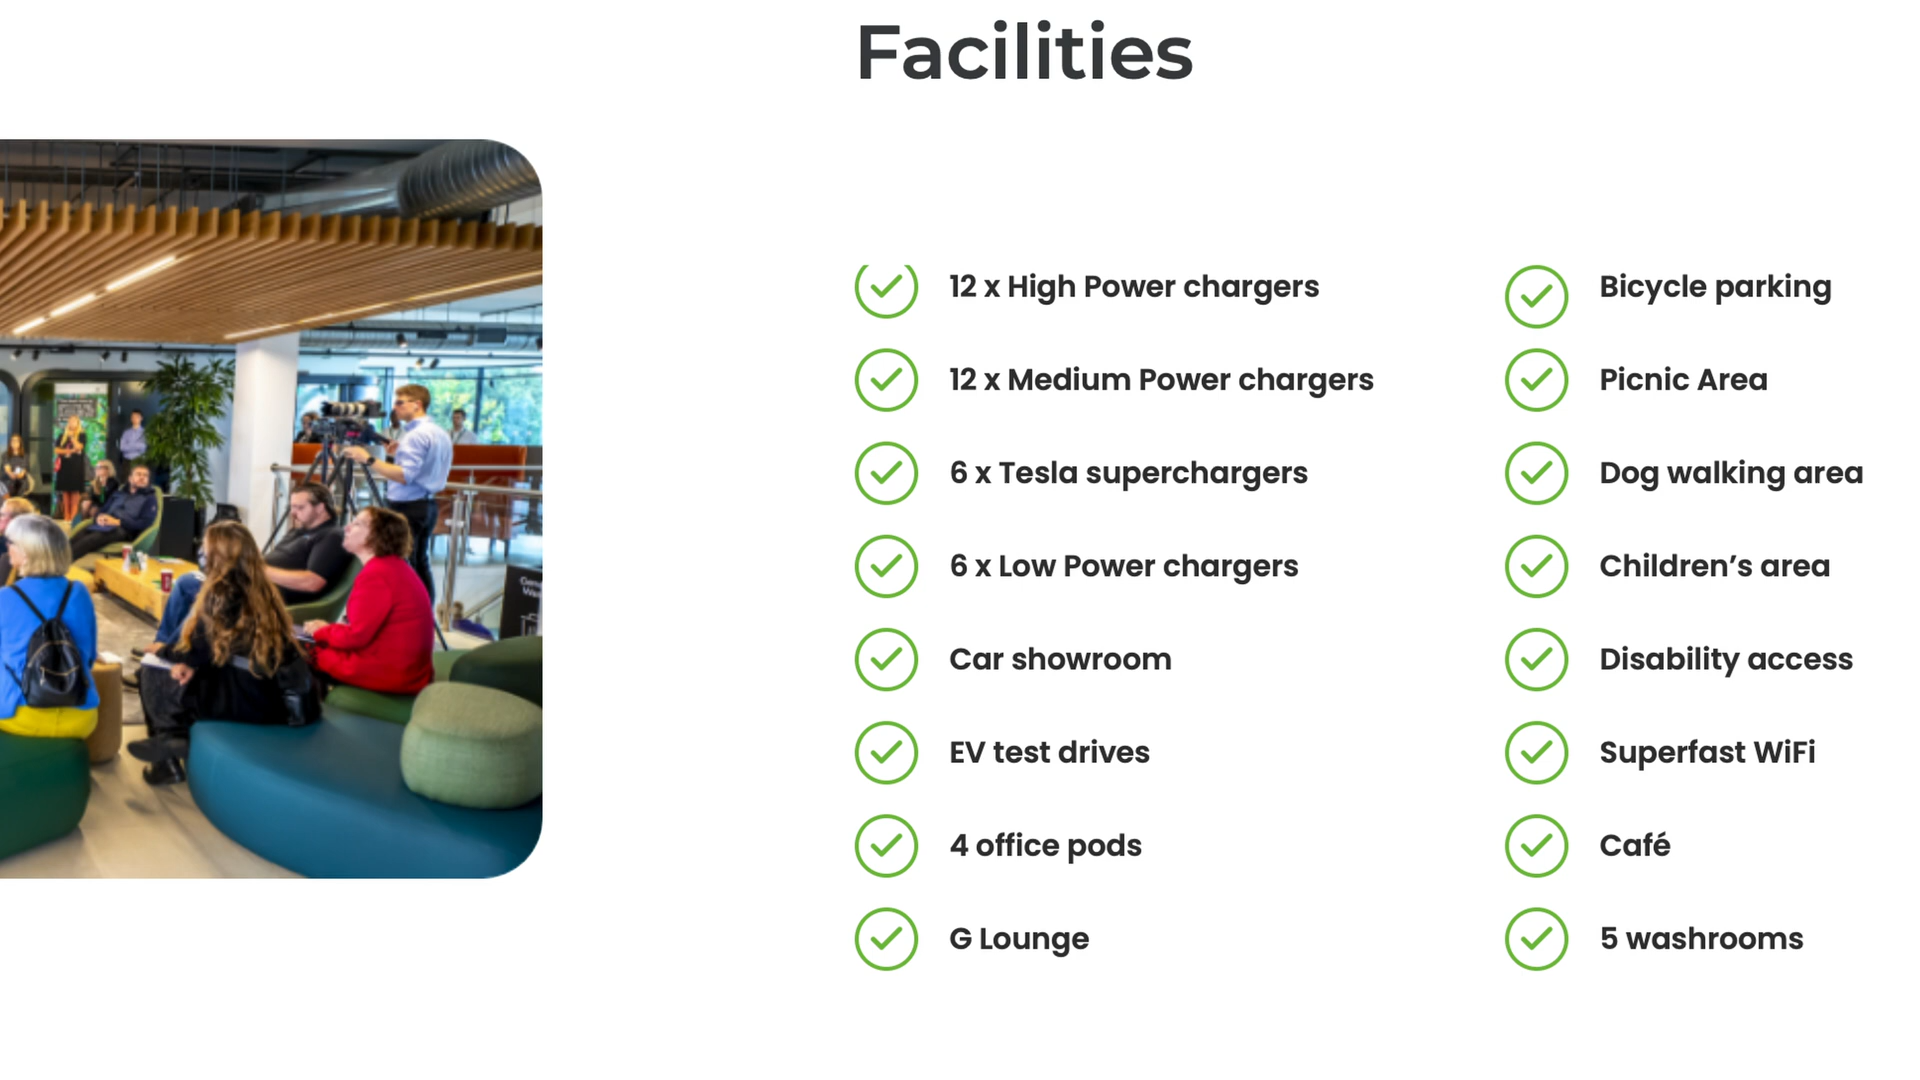 Facilities
12 x High Power chargers
12 x Medium Power chargers
6 x Tesla superchargers
6 x Low Power chargers
Car showroom
EV test drives
4 office pods
G Lounge
Bicycle parking
Picnic Area
Dog walking area
Children’s area
Disability access
Superfast WiFi
Café
5 washrooms